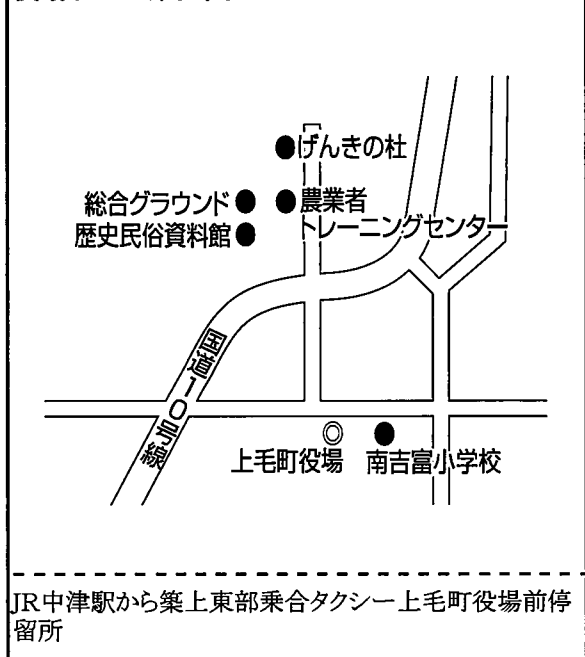 げんきの杜
総合グラウンド
農業者
トレーニングセンター
歴史民俗資料館
国道10号線
上毛町役場
南吉富小学校
JR中津駅から築上東部乗合タクシー上毛町役場前停
留所